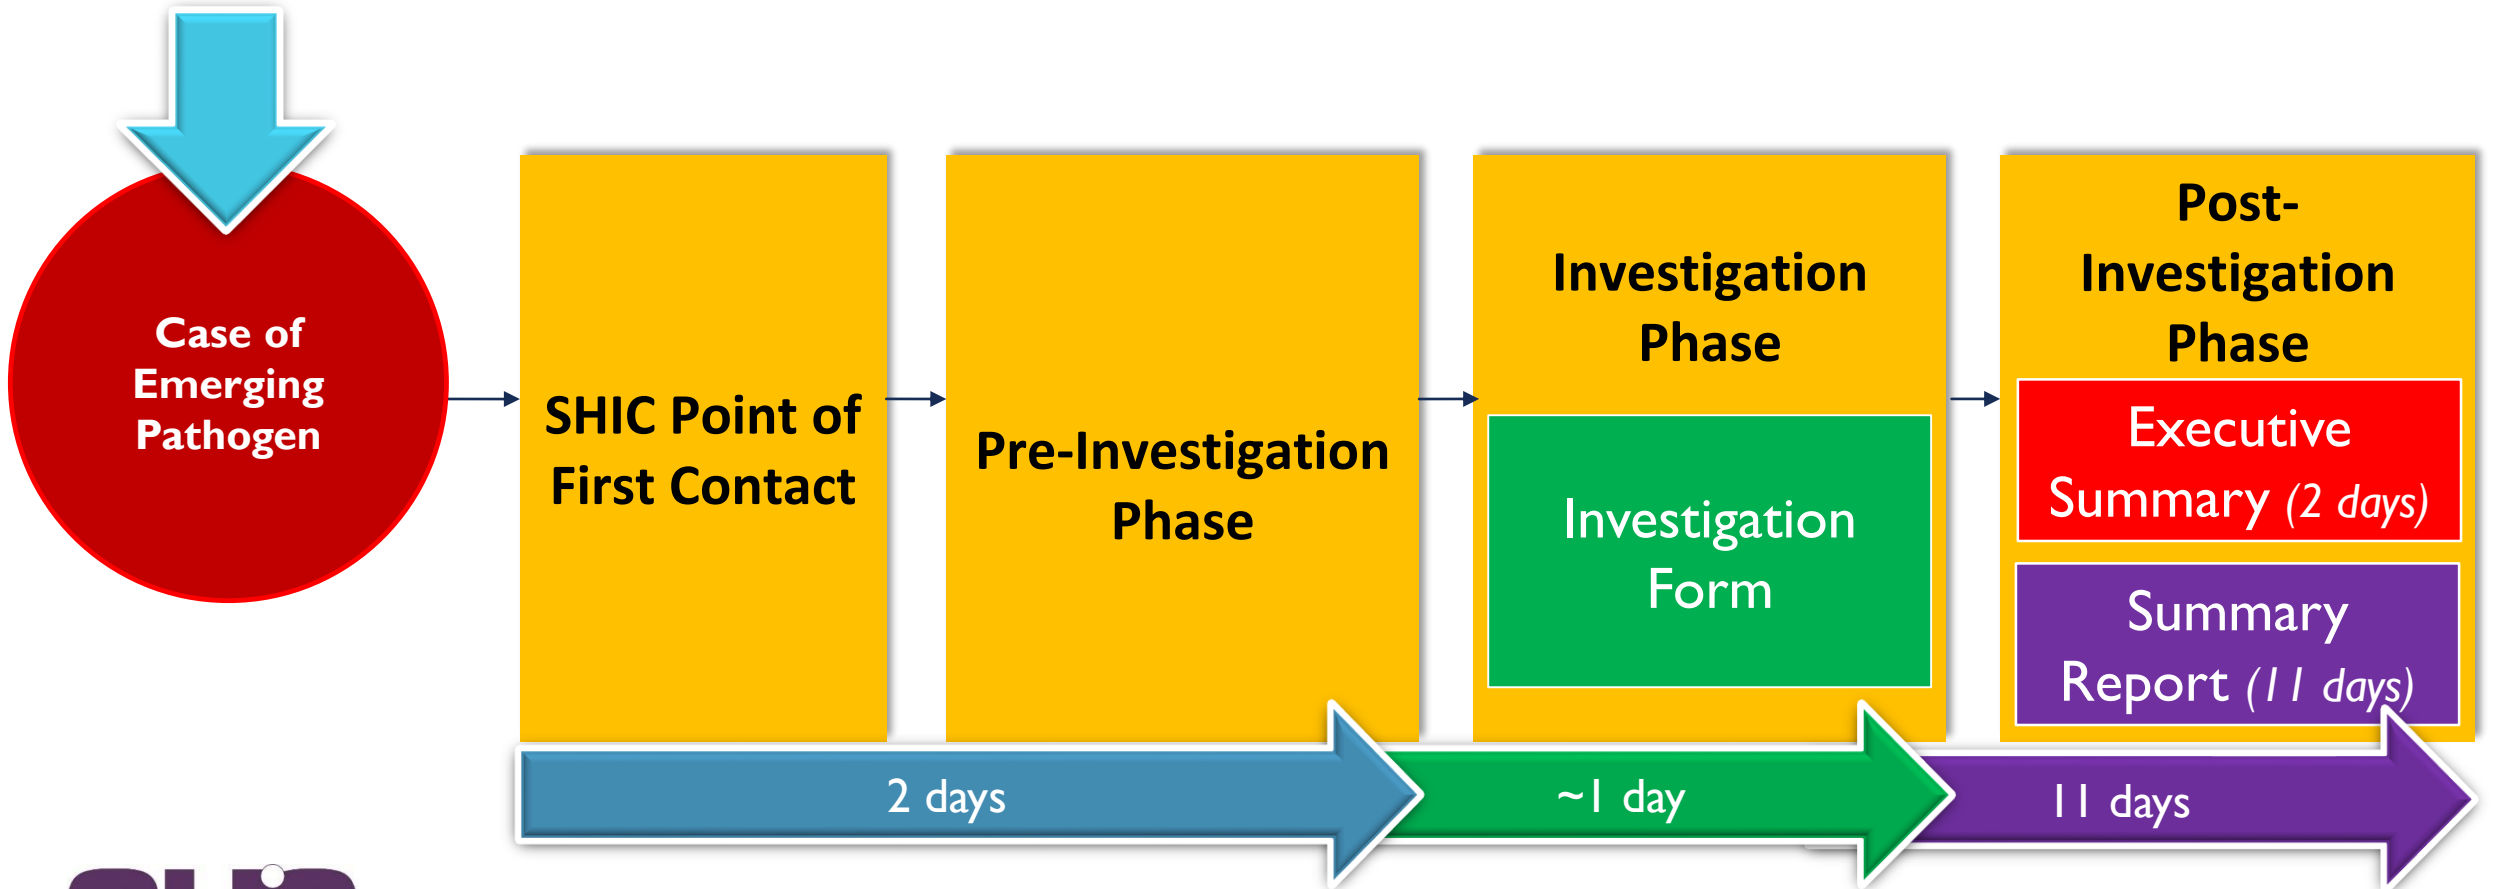 Case of
Emerging
Pathogen
SHIC Point of
First Contact
Pre-Investigation
Phase
Investigation
Phase
Investigation
Form
Post-
Investigation
Phase
Executive
Summary (2 days)
Summary
Report (11 days)
2 days
~1 day
11 days